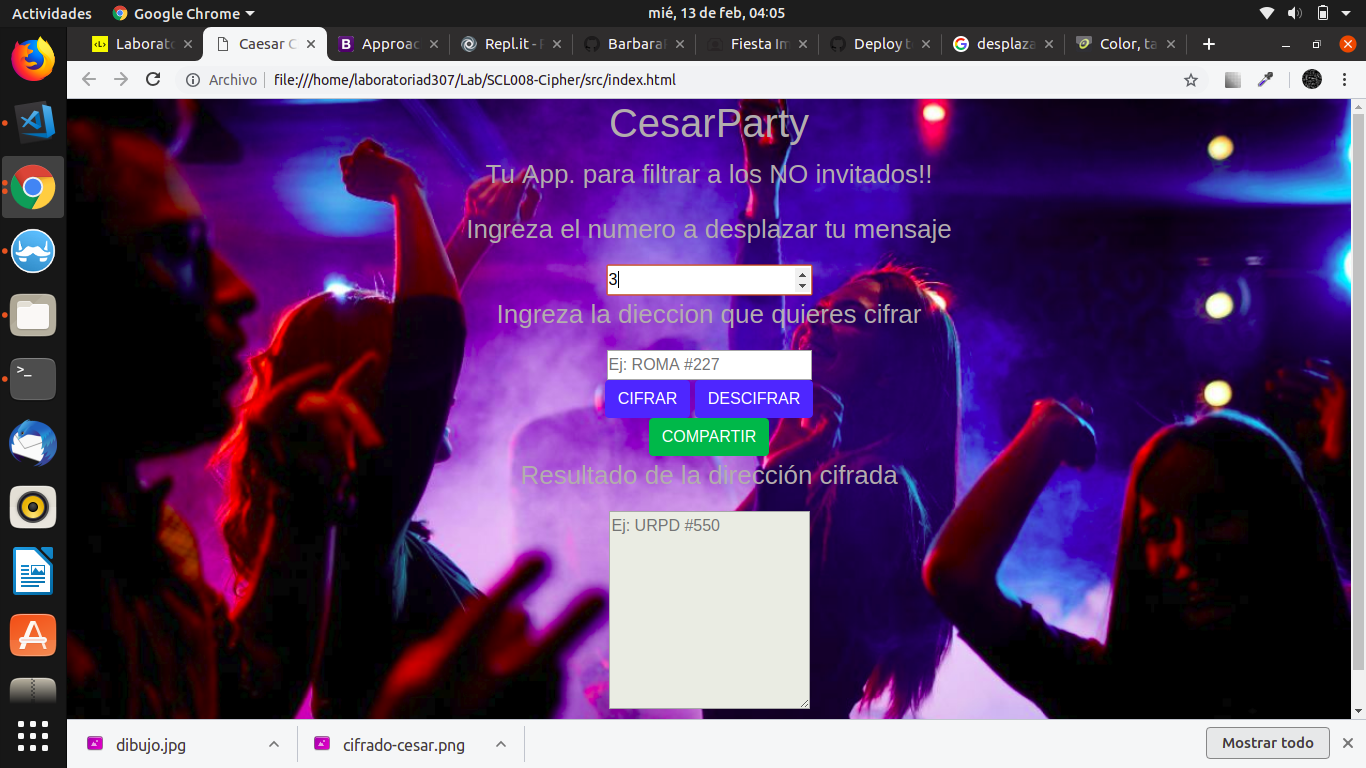 Actividades Google Chrome mié, 13 de feb, 04:05
<L> Laborato Caesar C B Approac Repl.it - Barbaral Fiesta Im Deploy t G desplaza Color, ta
Archivo file:///home/laboratoriad307/Lab/SCL008-Cipher/src/index.html
CesarParty
Tu App. para filtrar a los NO invitados!!
Ingreza el numero a desplazar tu mensaje
3
Ingreza la dieccion que quieres cifrar
Ej: ROMA #227
CIFRAR DESCIFRAR
COMPARTIR
Resultado de la dirección cifrada
Ej: URPD #550
dibujo.jpg cifrado-cesar.png Mostrar todo